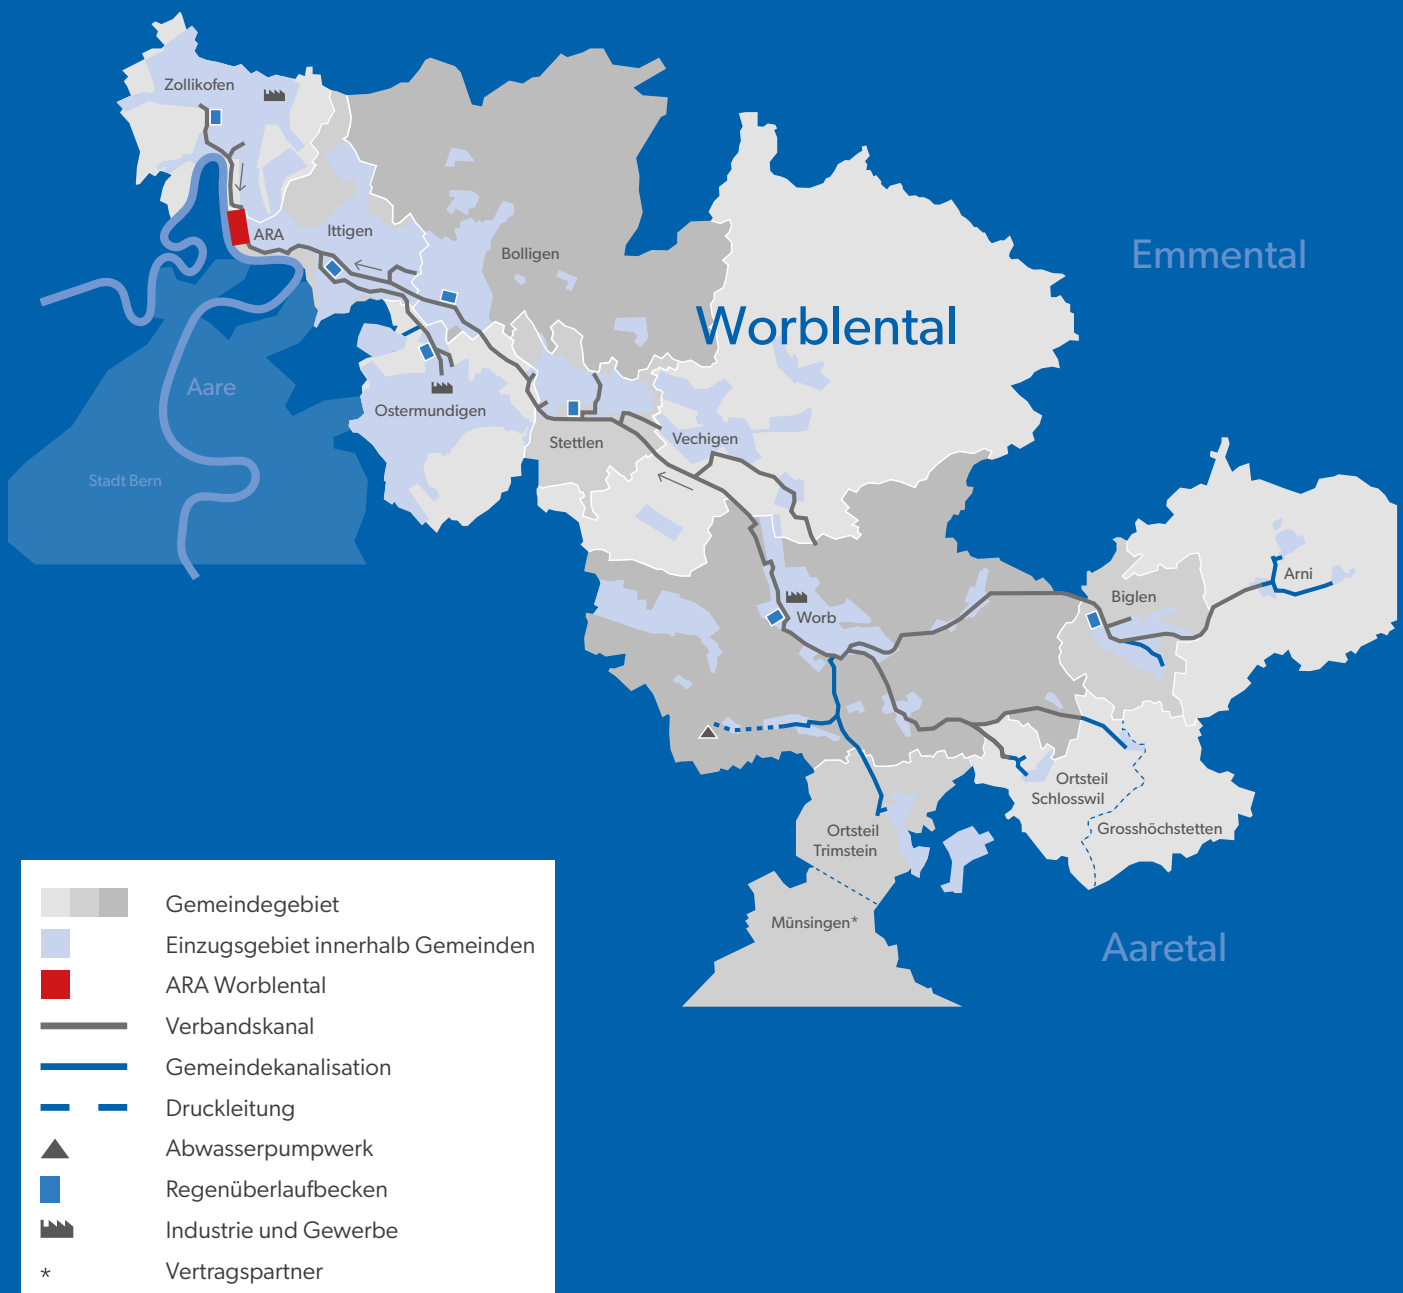 Zollikofen
ARA
Ittigen
Bolligen
Emmental
Worblental
Aare
Ostermundigen
Stettlen
Vechigen
Stadt Bern
Arni
Biglen
Worb
Ortsteil
Schlosswil
Grosshöchstetten
Ortsteil
Trimstein
Münsingen*
Aaretal
Gemeindegebiet
Einzugsgebiet innerhalb Gemeinden
ARA Worblental
Verbandskanal
Gemeindekanalisation
Druckleitung
Abwasserpumpwerk
Regenüberlaufbecken
Industrie und Gewerbe
* Vertragspartner